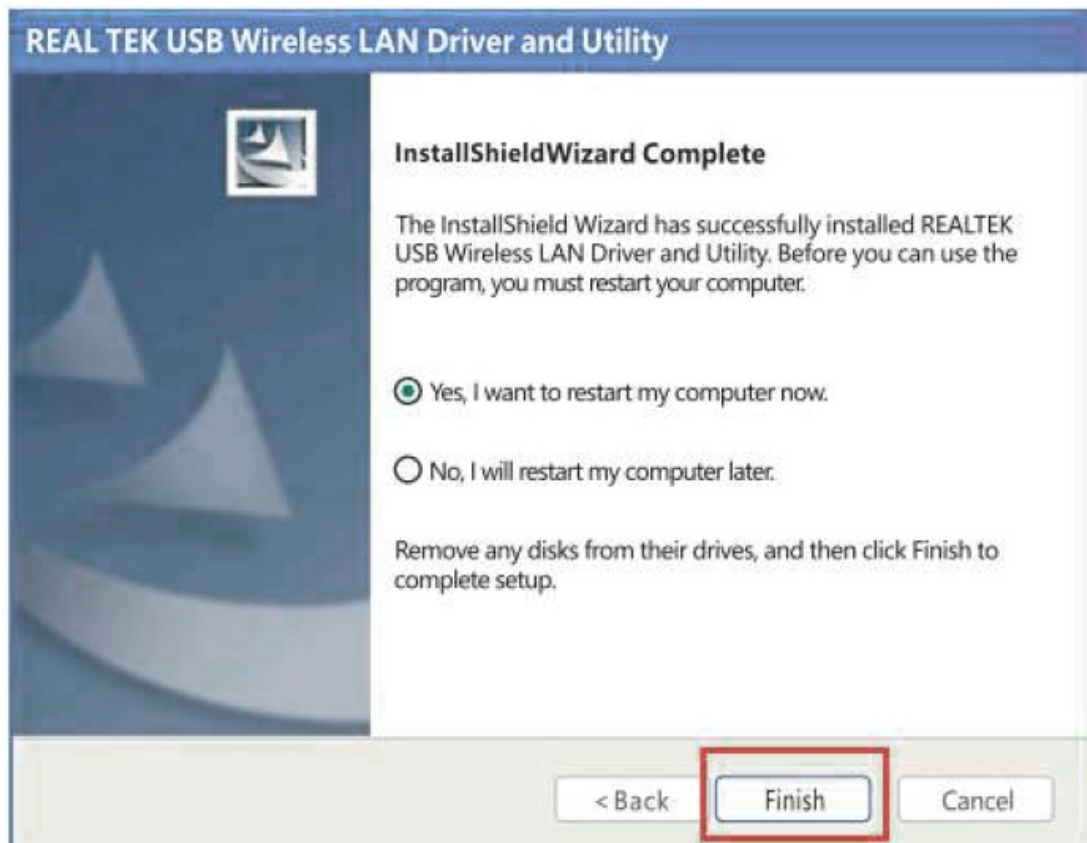 REAL TEK USB Wireless LAN Driver and Utility
InstallShieldWizard Complete
The InstallShield Wizard has successfully installed REALTEK
USB Wireless LAN Driver and Utility. Before you can use the
program, you must restart your computer.
Yes, I want to restart my computer now.
No, I will restart my computer later.
Remove any disks from their drives, and then click Finish to
complete setup.
< Back
Finish
Cancel